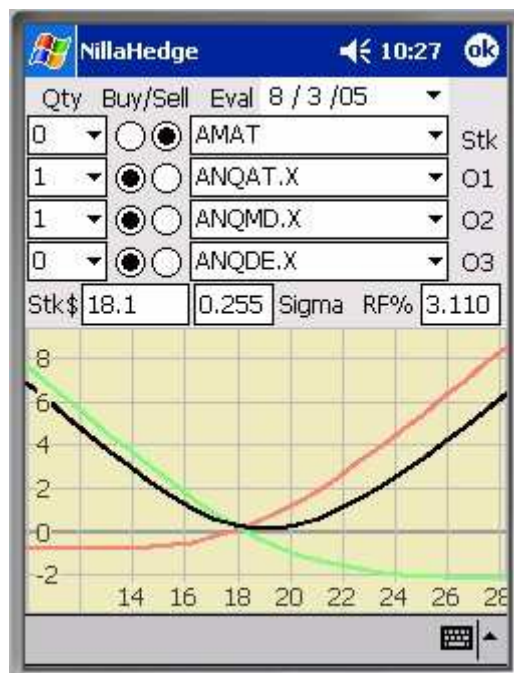 NillaHedge 10:27 ok
Qty Buy/Sell Eval 8 / 3 /05
0 AMAT Stk
1 ANQAT.X O1
1 ANQMD.X O2
0 ANQDE.X O3
Stk$ 18.1 0.255 Sigma RF% 3.110
8
6
4
2
0
-2
14 16 18 20 22 24 26 28